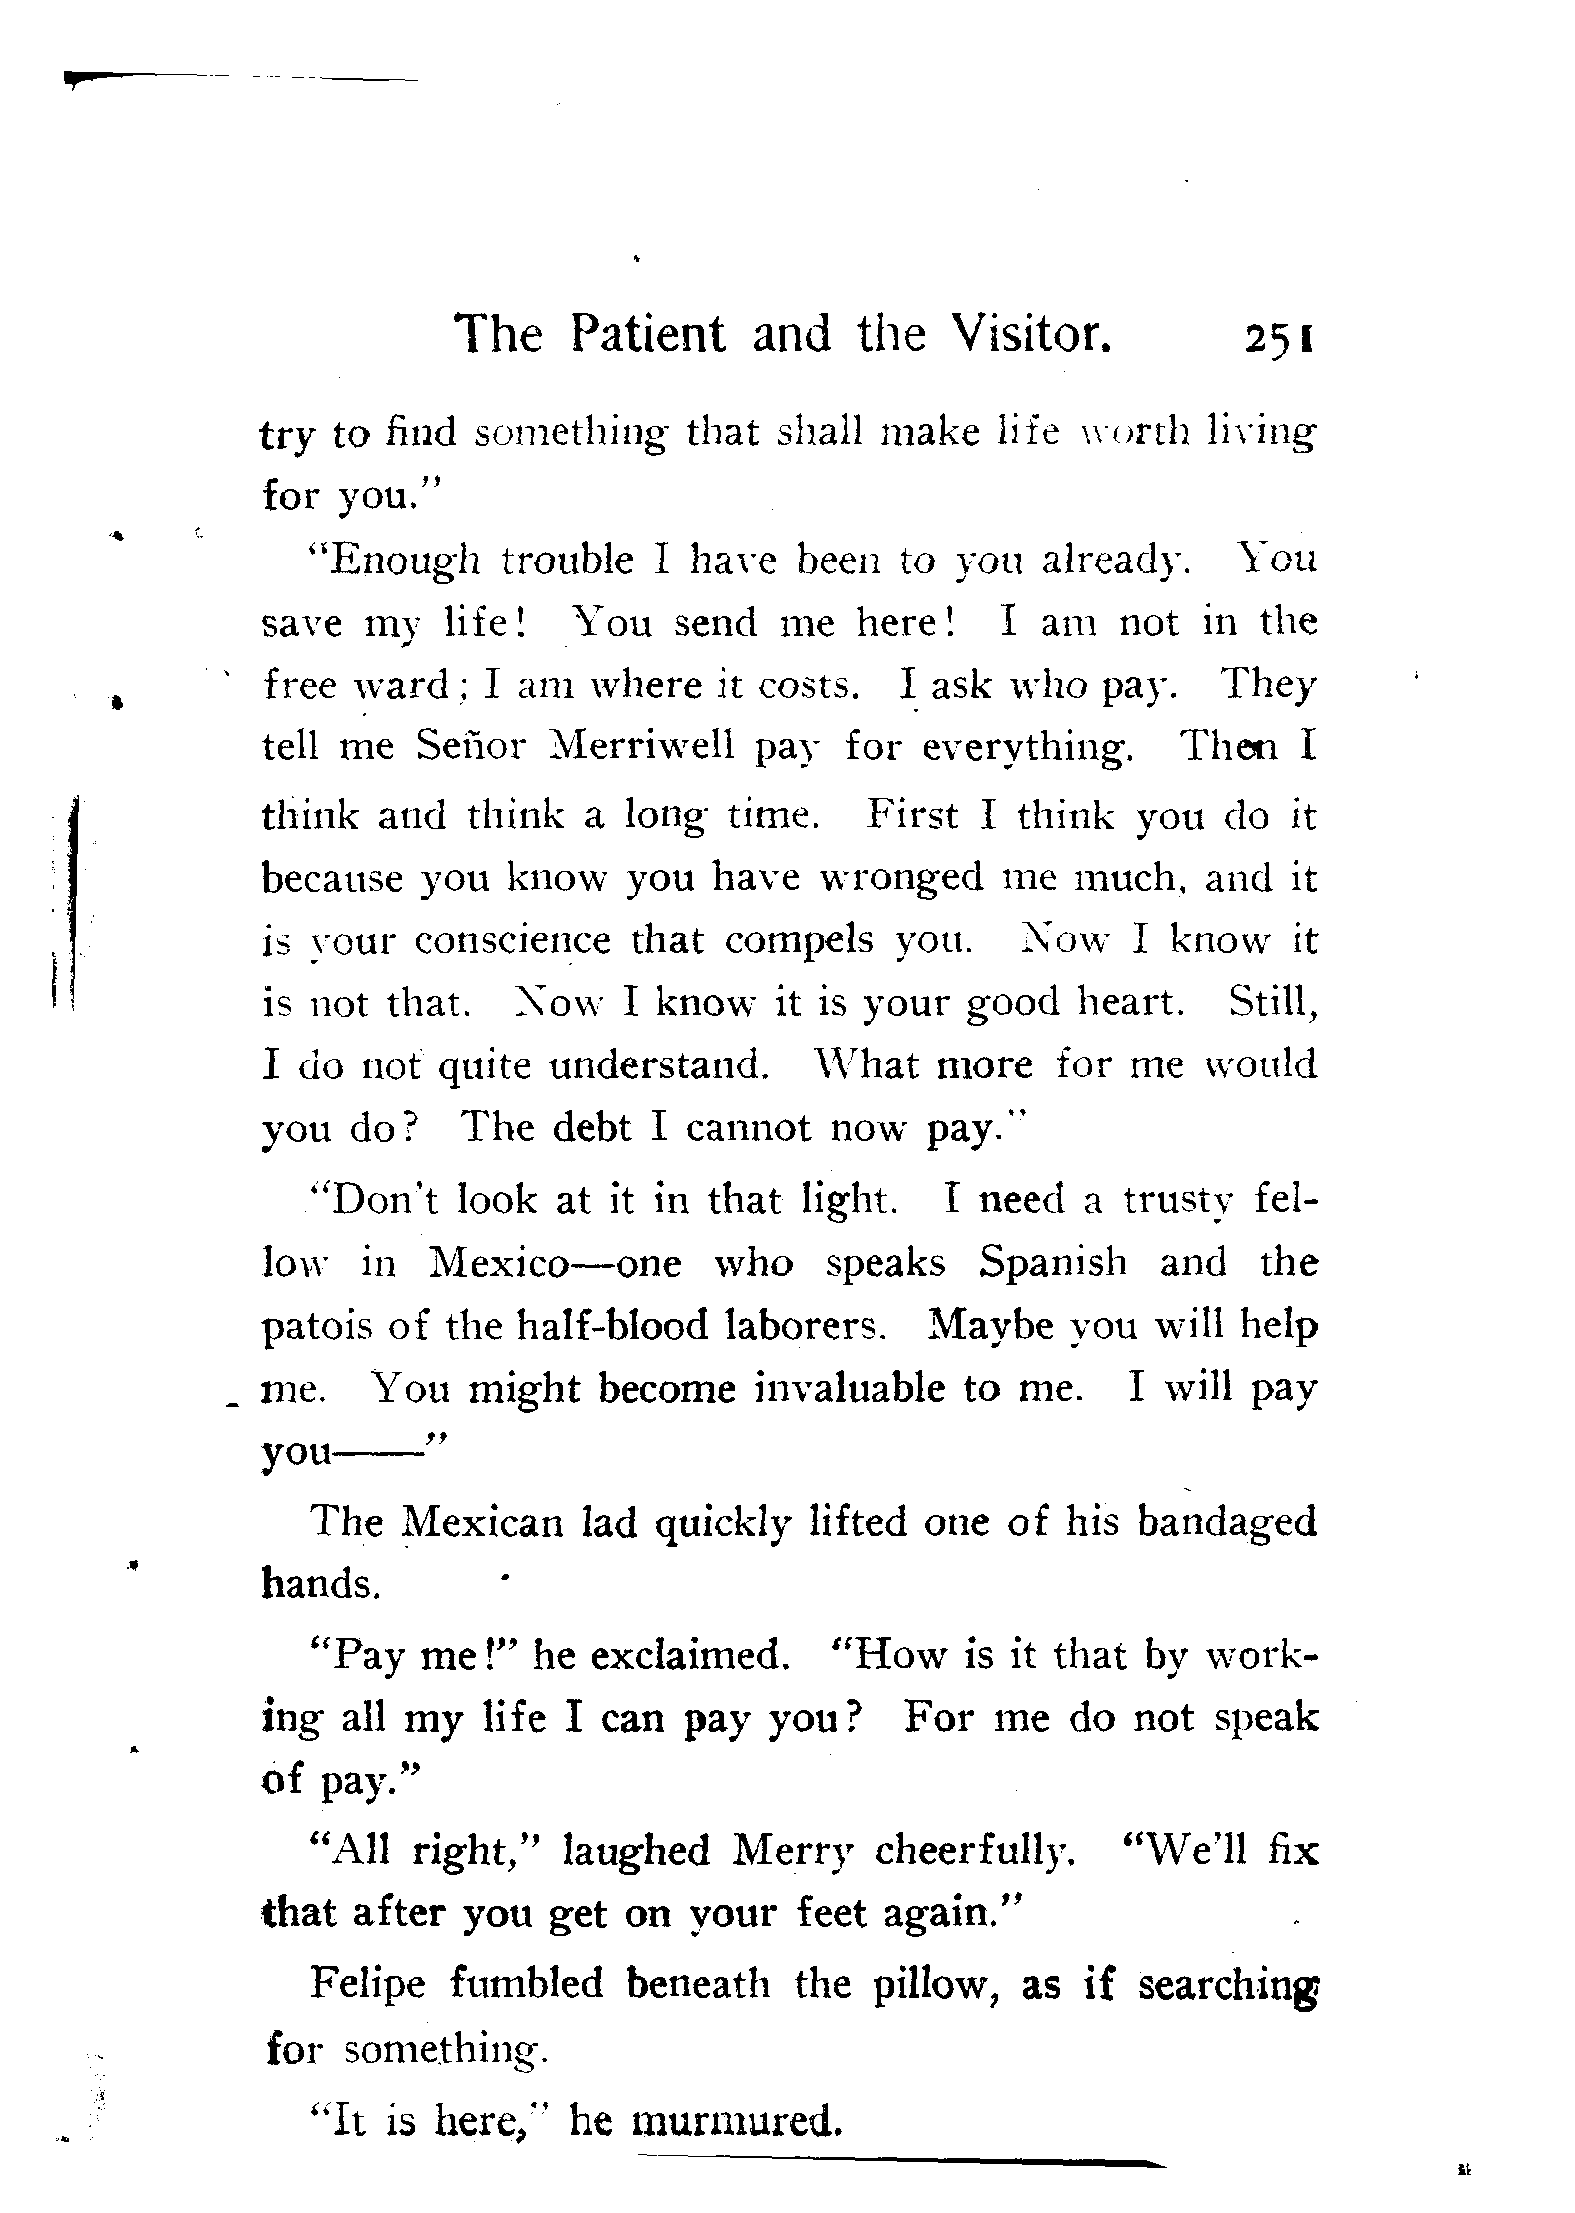 The Patient and the Visitor. 251
try to find something that shall make life worth living
for you."
"Enough trouble I have been to you already. You
save my life! You send me here! I am not in the
free ward; I am where it costs. I ask who pay. They
tell me Señor Merriwell pay for everything. Then I
think and think a long time. First I think you do it
because you know you have wronged me much, and it
is your conscience that compels you. Now I know it
is not that. Now I know it is your good heart. Still,
I do not quite understand. What more for me would
you do? The debt I cannot now pay."
"Don't look at it in that light. I need a trusty fel-
low in Mexico—one who speaks Spanish and the
patois of the half-blood laborers. Maybe you will help
me. You might become invaluable to me. I will pay
you——"
The Mexican lad quickly lifted one of his bandaged
hands.
"Pay me!" he exclaimed. "How is it that by work-
ing all my life I can pay you? For me do not speak
of pay."
"All right," laughed Merry cheerfully. "We'll fix
that after you get on your feet again."
Felipe fumbled beneath the pillow, as if searching
for something.
"It is here," he murmured.